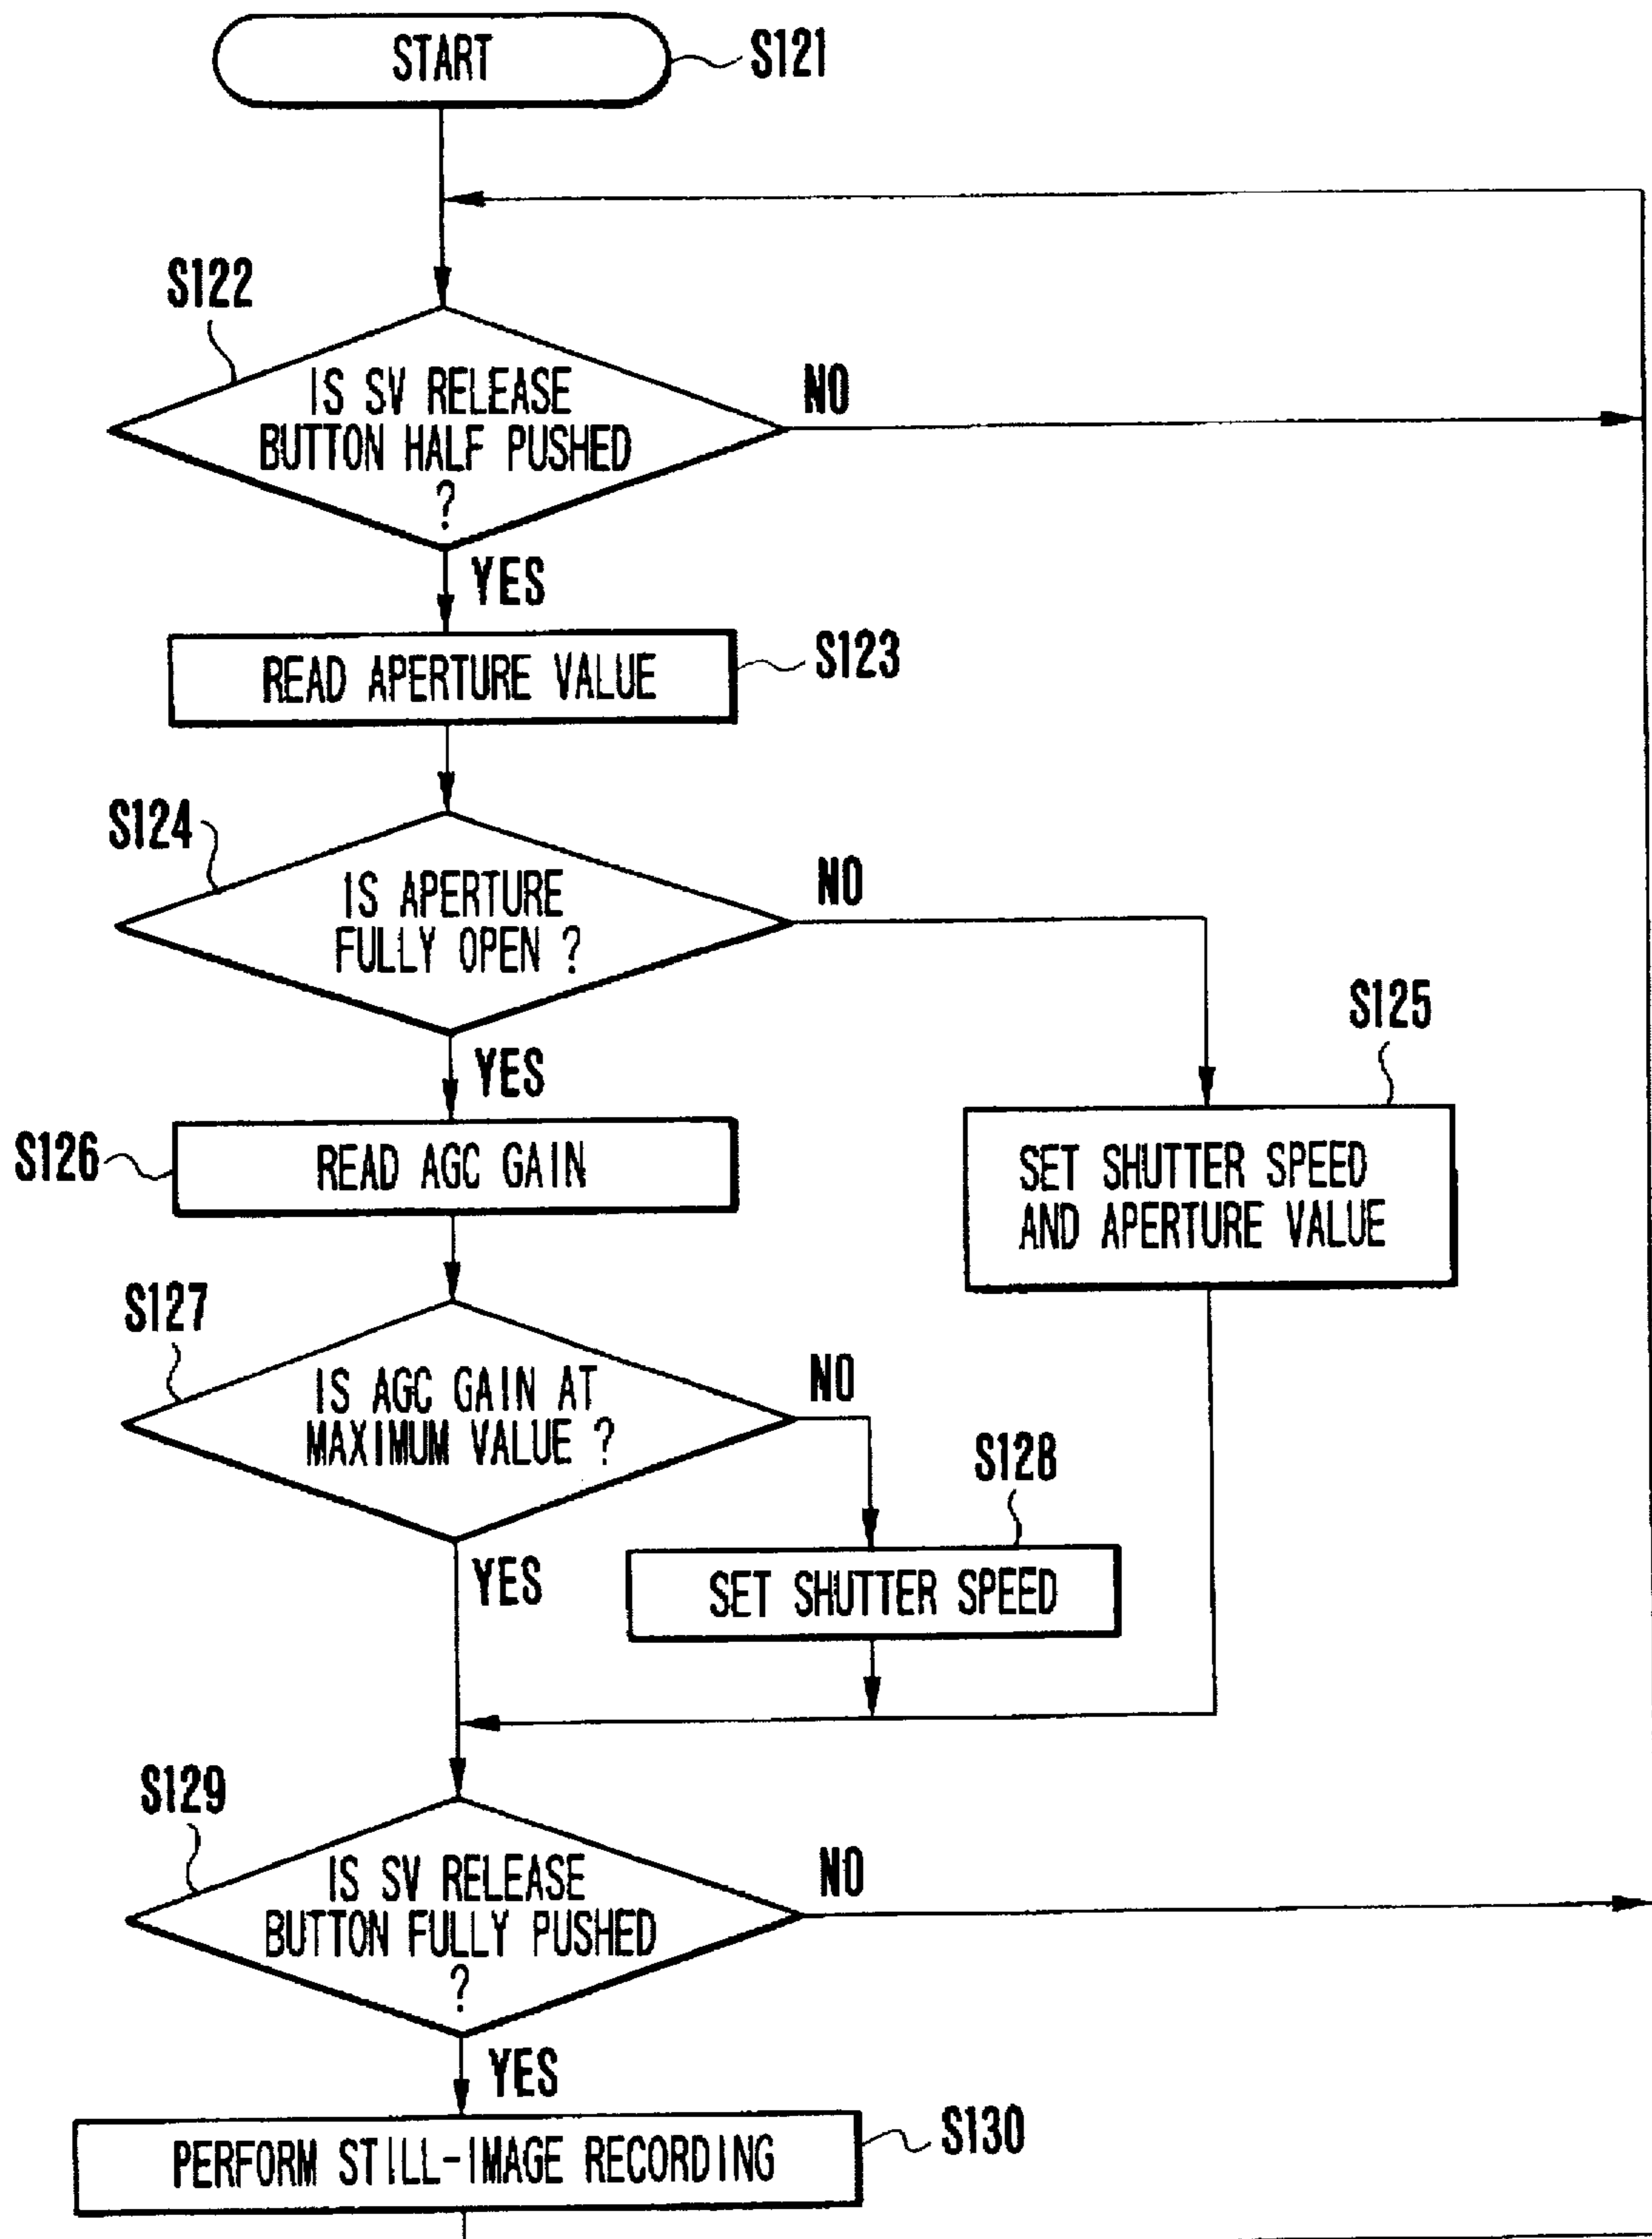 START
S121
S122
IS SV RELEASE
BUTTON HALF PUSHED
?
NO
YES
READ APERTURE VALUE
S123
S124
IS APERTURE
FULLY OPEN ?
NO
YES
S125
SET SHUTTER SPEED
AND APERTURE VALUE
S126
READ AGC GAIN
S127
IS AGC GAIN AT
MAXIMUM VALUE ?
NO
YES
S128
SET SHUTTER SPEED
S129
IS SV RELEASE
BUTTON FULLY PUSHED
?
NO
YES
PERFORM STILL-IMAGE RECORDING
S130